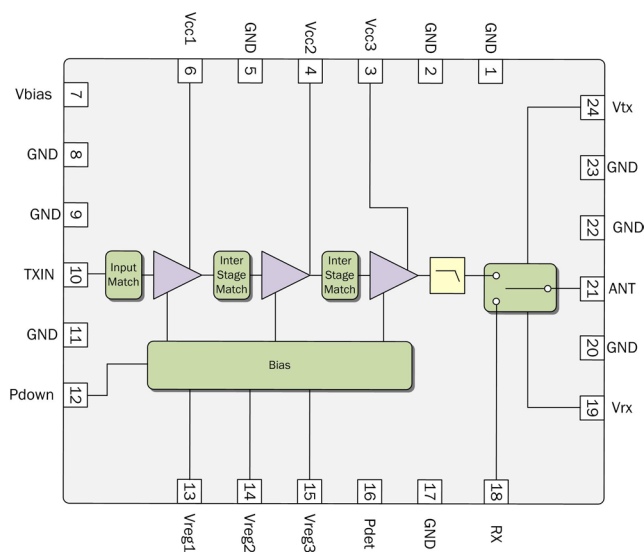 Vcc1
GND
Vcc2
Vcc3
GND
GND
6
5
4
3
2
1
Vbias
7
GND
8
GND
9
TXIN
10
GND
11
Pdown
12
24
Vtx
23
GND
22
GND
21
ANT
20
GND
19
Vrx
Input
Match
Inter
Stage
Match
Inter
Stage
Match
Bias
13
14
15
16
17
18
Vreg1
Vreg2
Vreg3
Pdet
GND
RX